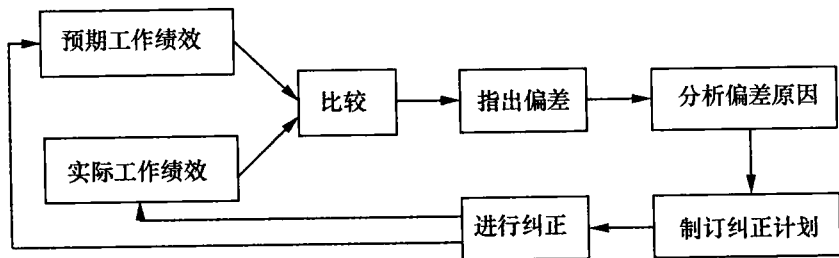 预期工作绩效
比较
指出偏差
分析偏差原因
实际工作绩效
进行纠正
制订纠正计划